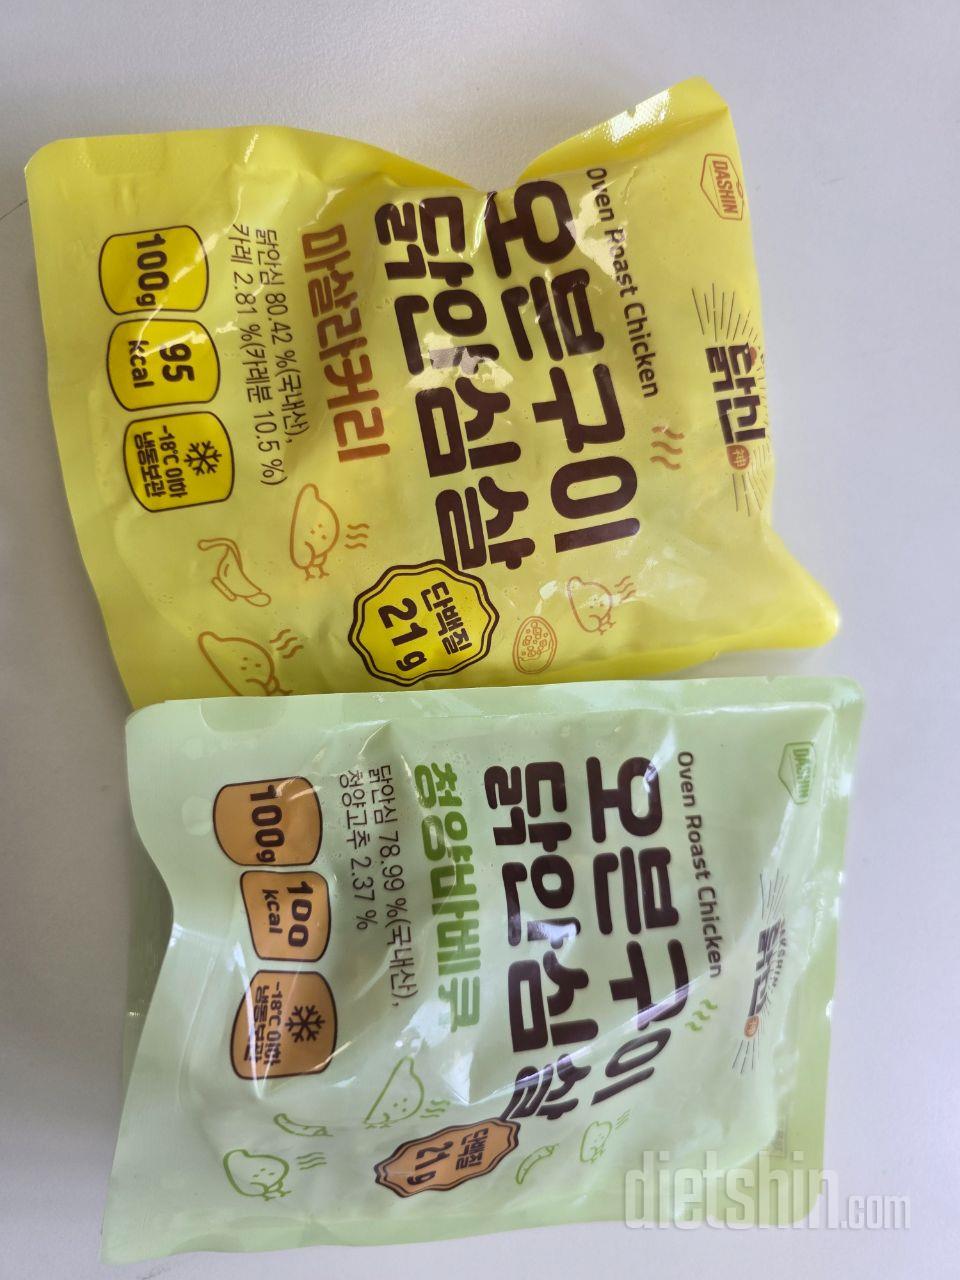 DASHIN
닭신
神
Oven Roast Chicken
오븐구이
닭안심살
마살라커리
닭안심 80.42 %(국내산),
카레 2.81 %(카레분 10.5 %)
100g
95
kcal
-18℃ 이하
냉동보관
단백질
21g
DASHIN
닭신
神
Oven Roast Chicken
오븐구이
닭안심살
청양바베큐
닭안심 78.99 %(국내산),
청양고추 2.37 %
100g
100
kcal
-18℃ 이하
냉동보관
단백질
21g
dietshin.com